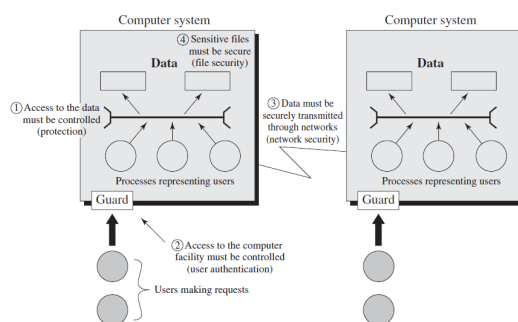 Computer system
Computer system
④ Sensitive files
must be secure
(file security)
Data
Data
① Access to the data
must be controlled
(protection)
③ Data must be
securely transmitted
through networks
(network security)
Processes representing users
Processes representing users
Guard
Guard
② Access to the computer
facility must be controlled
(user authentication)
Users making requests